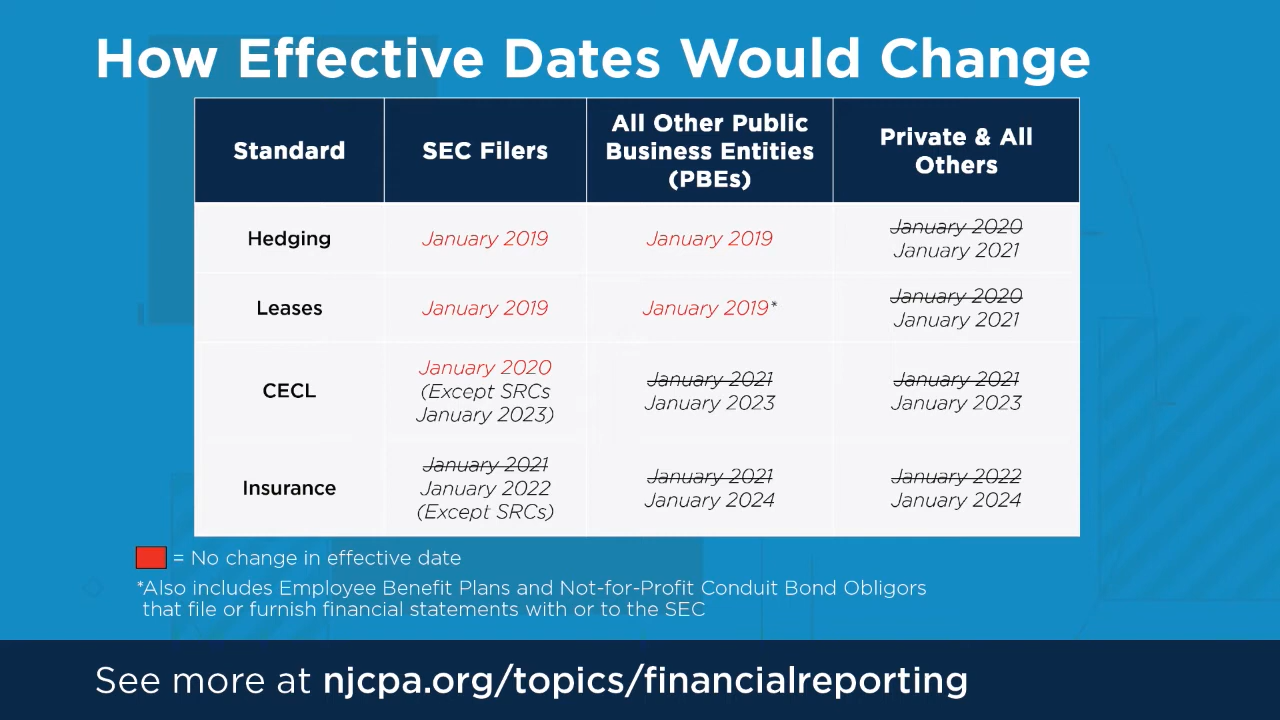 How Effective Dates Would Change
Standard
SEC Filers
All Other Public
Business Entities
(PBEs)
Private & All
Others
Hedging
January 2019
January 2019
January 2020
January 2021
Leases
January 2019
January 2019*
January 2020
January 2021
CECL
January 2020
(Except SRCs
January 2023)
January 2021
January 2023
January 2021
January 2023
Insurance
January 2021
January 2022
(Except SRCs)
January 2021
January 2024
January 2022
January 2024
= No change in effective date
*Also includes Employee Benefit Plans and Not-for-Profit Conduit Bond Obligors
that file or furnish financial statements with or to the SEC
See more at njcpa.org/topics/financialreporting